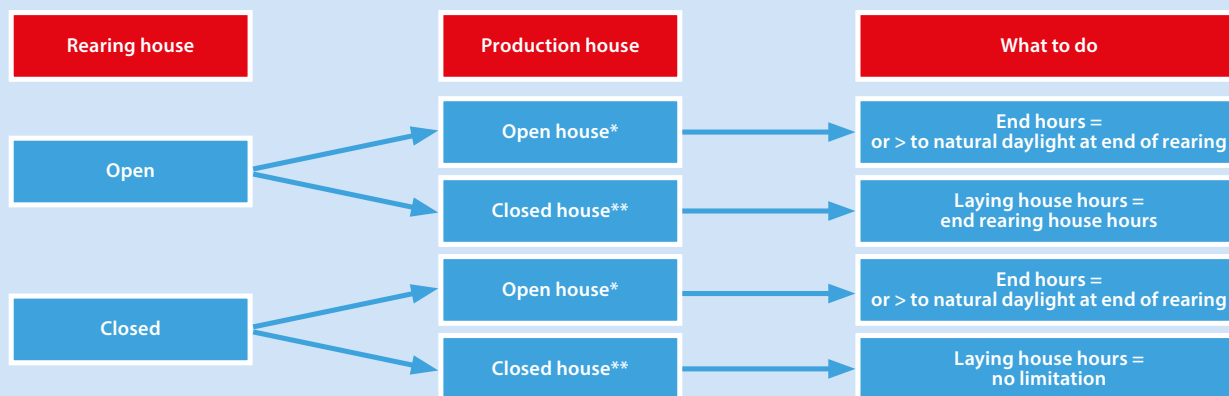 Rearing house
Production house
What to do
Open
Open house*
End hours =
or > to natural daylight at end of rearing
Closed house**
Laying house hours =
end rearing house hours
Closed
Open house*
End hours =
or > to natural daylight at end of rearing
Closed house**
Laying house hours =
no limitation